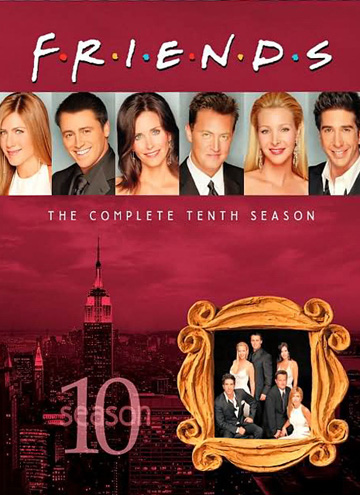 F·R·I·E·N·D·S
THE COMPLETE TENTH SEASON
10
season